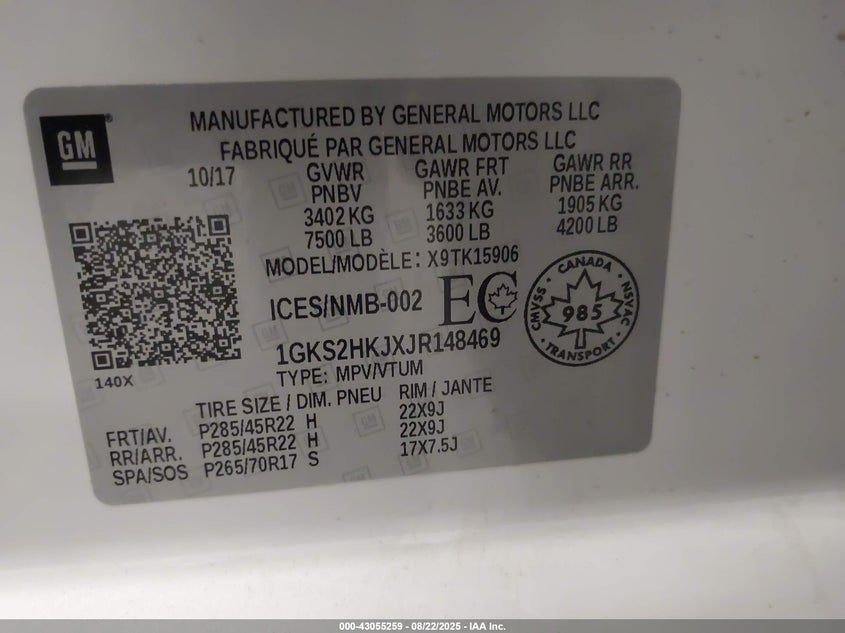 GM
MANUFACTURED BY GENERAL MOTORS LLC
FABRIQUÉ PAR GENERAL MOTORS LLC
10/17 GVWR GAWR FRT GAWR RR
PNBV PNBE AV. PNBE ARR.
3402 KG 1633 KG 1905 KG
7500 LB 3600 LB 4200 LB
MODEL/MODÈLE: X9TK15906
ICES/NMB-002 EC
CANADA
CMVSS 985 NSVAC
TRANSPORT
1GKS2HKJXJR148469
140X TYPE: MPV/VTUM
TIRE SIZE / DIM. PNEU RIM / JANTE
FRT/AV. P285/45R22 H 22X9J
RR/ARR. P285/45R22 H 22X9J
SPA/SOS P265/70R17 S 17X7.5J
000-43055259 - 08/22/2025 - IAA Inc.